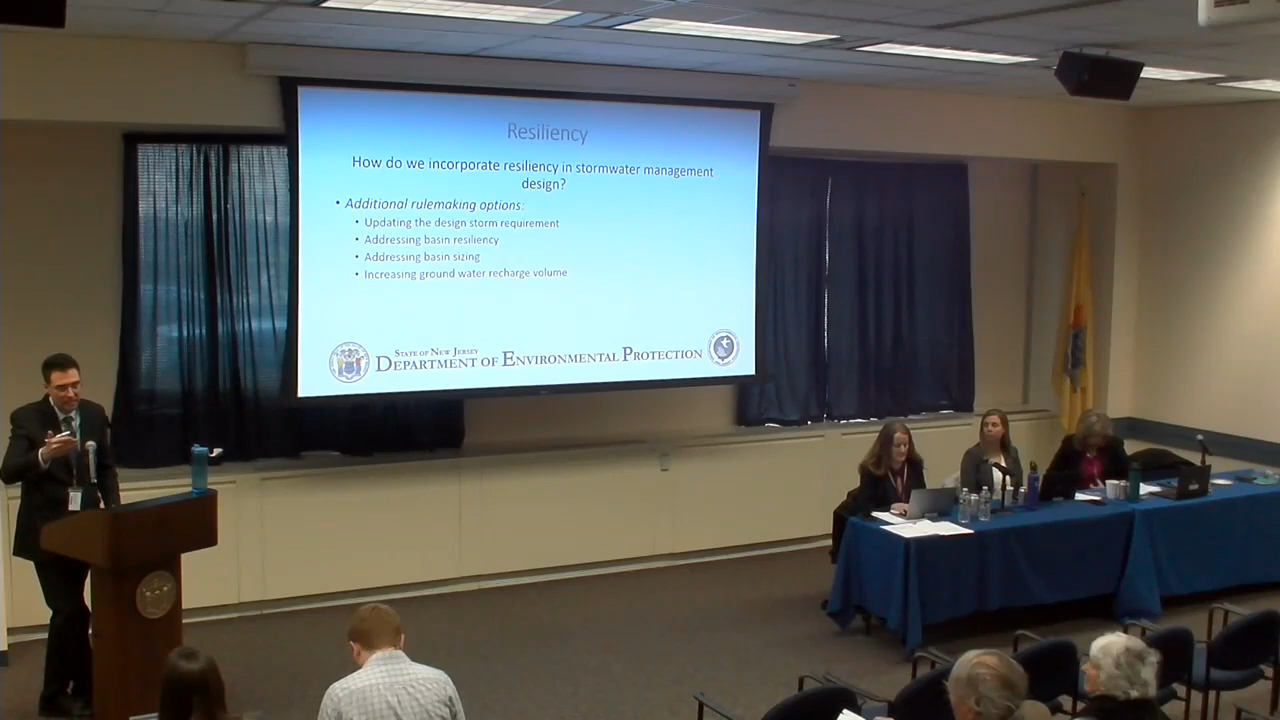 Resiliency
How do we incorporate resiliency in stormwater management
design?
• Additional rulemaking options:
• Updating the design storm requirement
• Addressing basin resiliency
• Addressing basin sizing
• Increasing ground water recharge volume
STATE OF NEW JERSEY
DEPARTMENT OF ENVIRONMENTAL PROTECTION